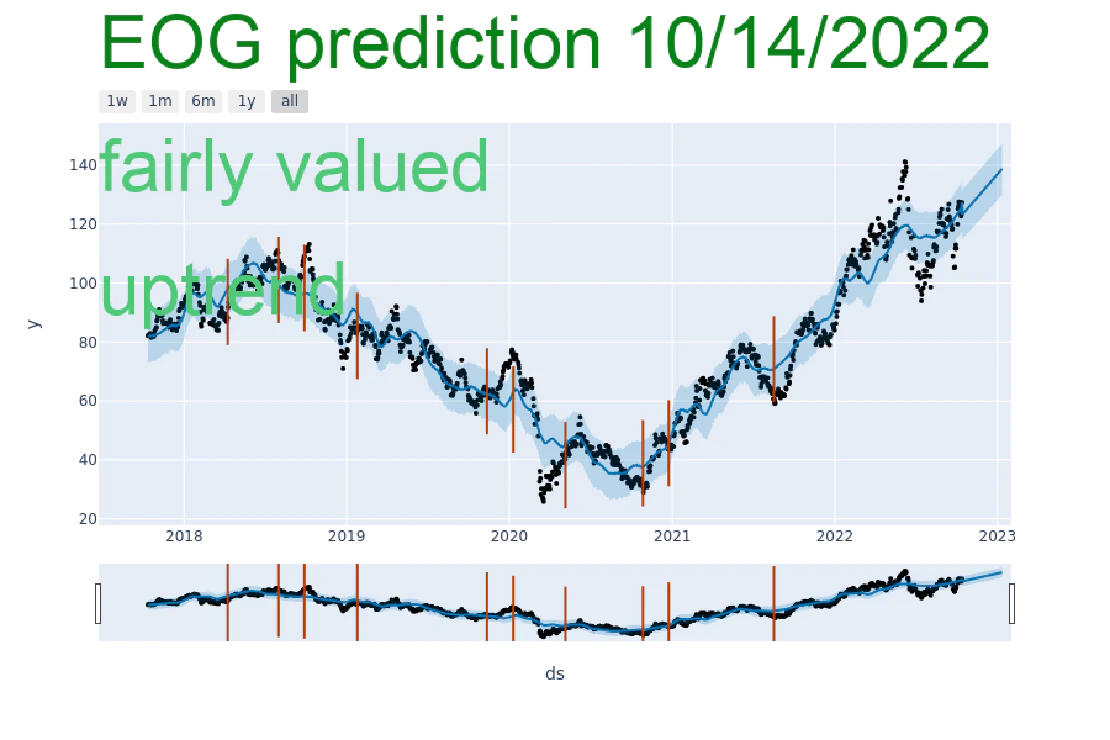 EOG prediction 10/14/2022
1w 1m 6m 1y all
fairly valued
uptrend
140
120
100
80
60
40
20
y
2018 2019 2020 2021 2022 2023
ds